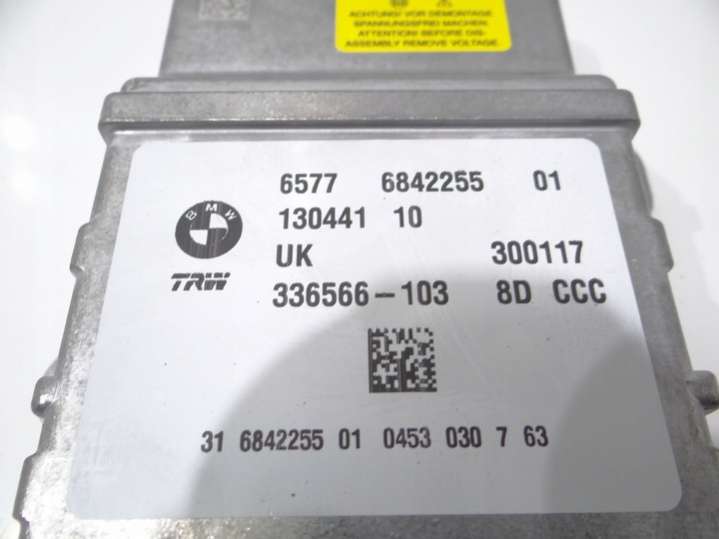 ACHTUNG! VOR DEMONTAGE
SPANNUNGSFREI MACHEN.
ATTENTION! BEFORE DIS-
ASSEMBLY REMOVE VOLTAGE.
6577 6842255 01
BMW
130441 10
UK 300117
TRW
336566-103 8D CCC
31 6842255 01 0453 030 7 63